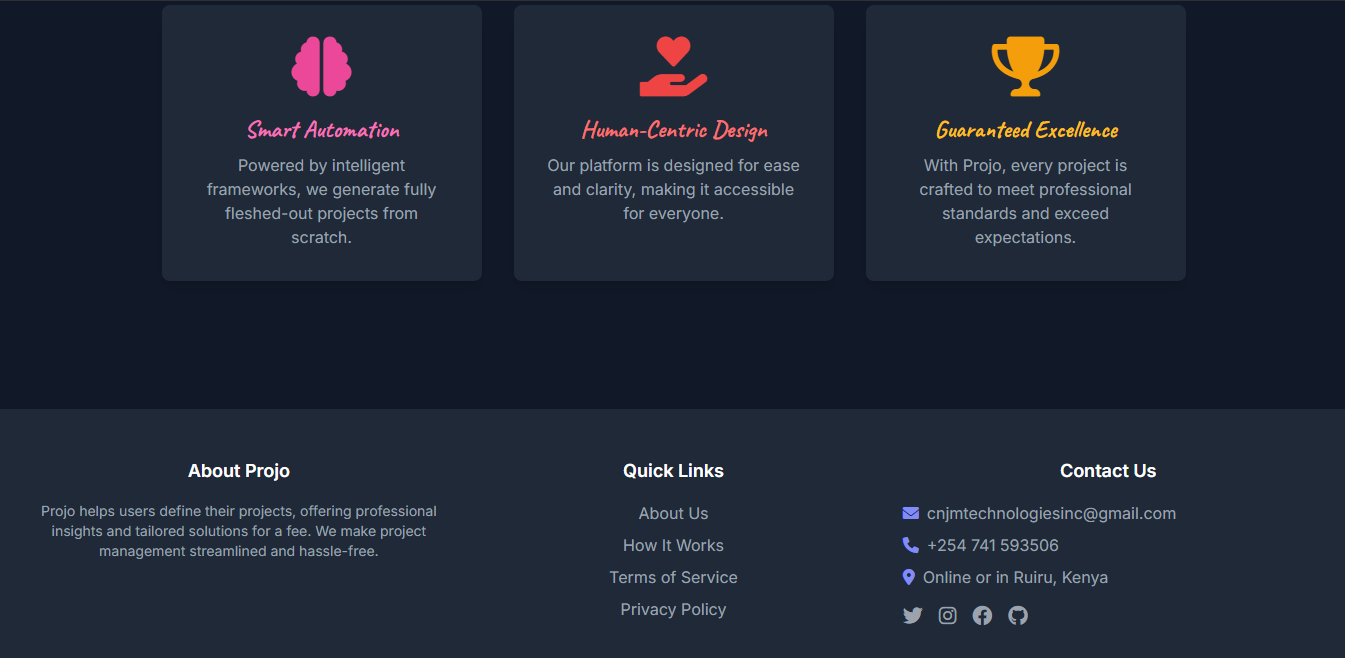 Smart Automation
Powered by intelligent
frameworks, we generate fully
fleshed-out projects from
scratch.
Human-Centric Design
Our platform is designed for ease
and clarity, making it accessible
for everyone.
Guaranteed Excellence
With Projo, every project is
crafted to meet professional
standards and exceed
expectations.
About Projo
Projo helps users define their projects, offering professional
insights and tailored solutions for a fee. We make project
management streamlined and hassle-free.
Quick Links
About Us
How It Works
Terms of Service
Privacy Policy
Contact Us
cnjmtechnologiesinc@gmail.com
+254 741 593506
Online or in Ruiru, Kenya